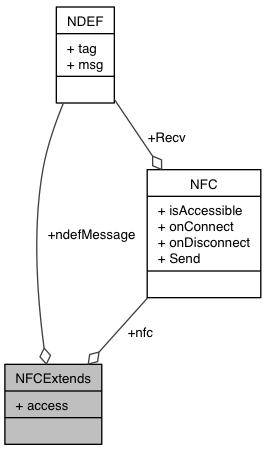 NDEF
+ tag
+ msg
+Recv
NFC
+ isAccessible
+ onConnect
+ onDisconnect
+ Send
+ndefMessage
+nfc
NFCExtends
+ access